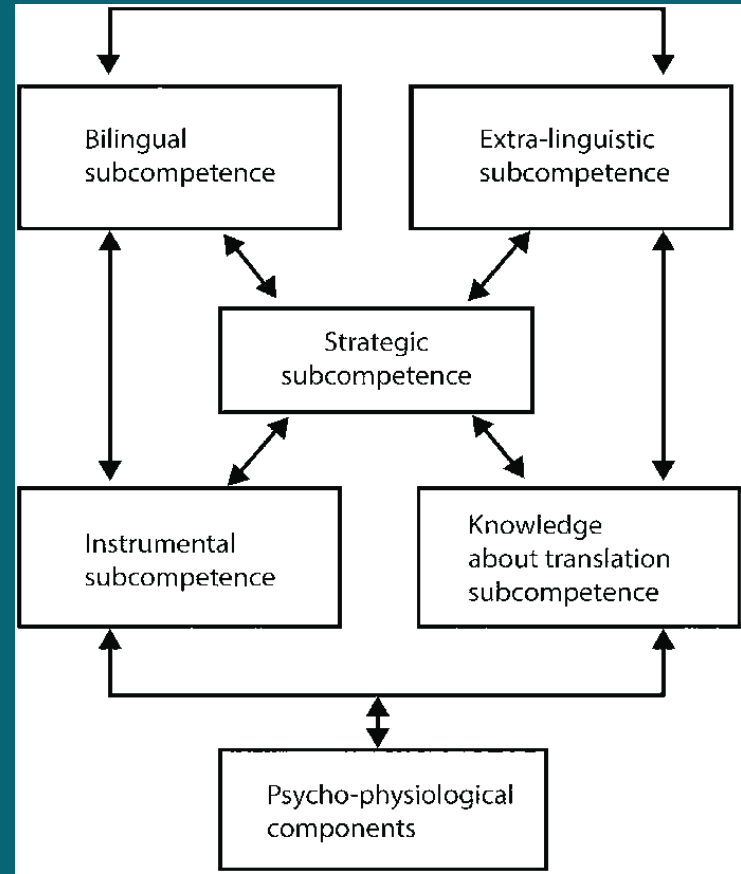 Bilingual
subcompetence
Extra-linguistic
subcompetence
Strategic
subcompetence
Instrumental
subcompetence
Knowledge
about translation
subcompetence
Psycho-physiological
components